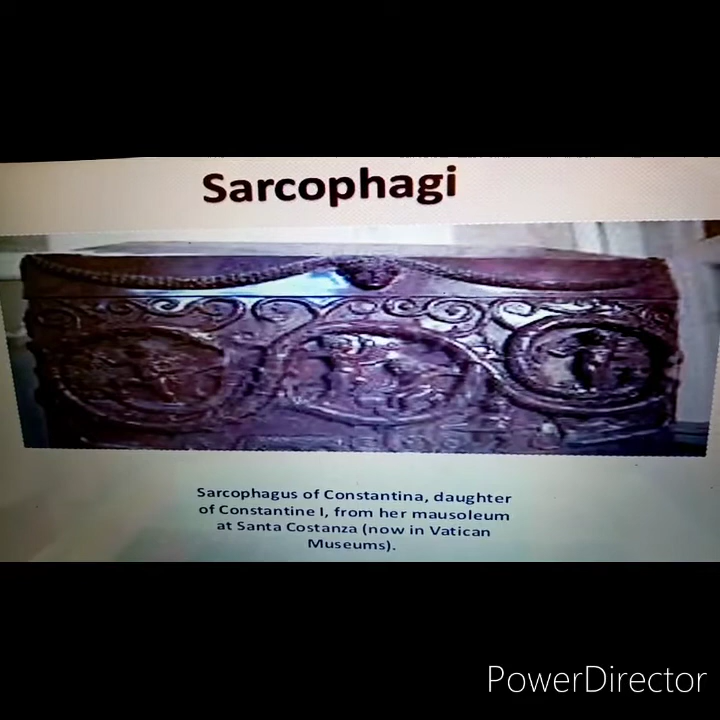 Sarcophagi
Sarcophagus of Constantina, daughter
of Constantine I, from her mausoleum
at Santa Costanza (now in Vatican
Museums).
PowerDirector